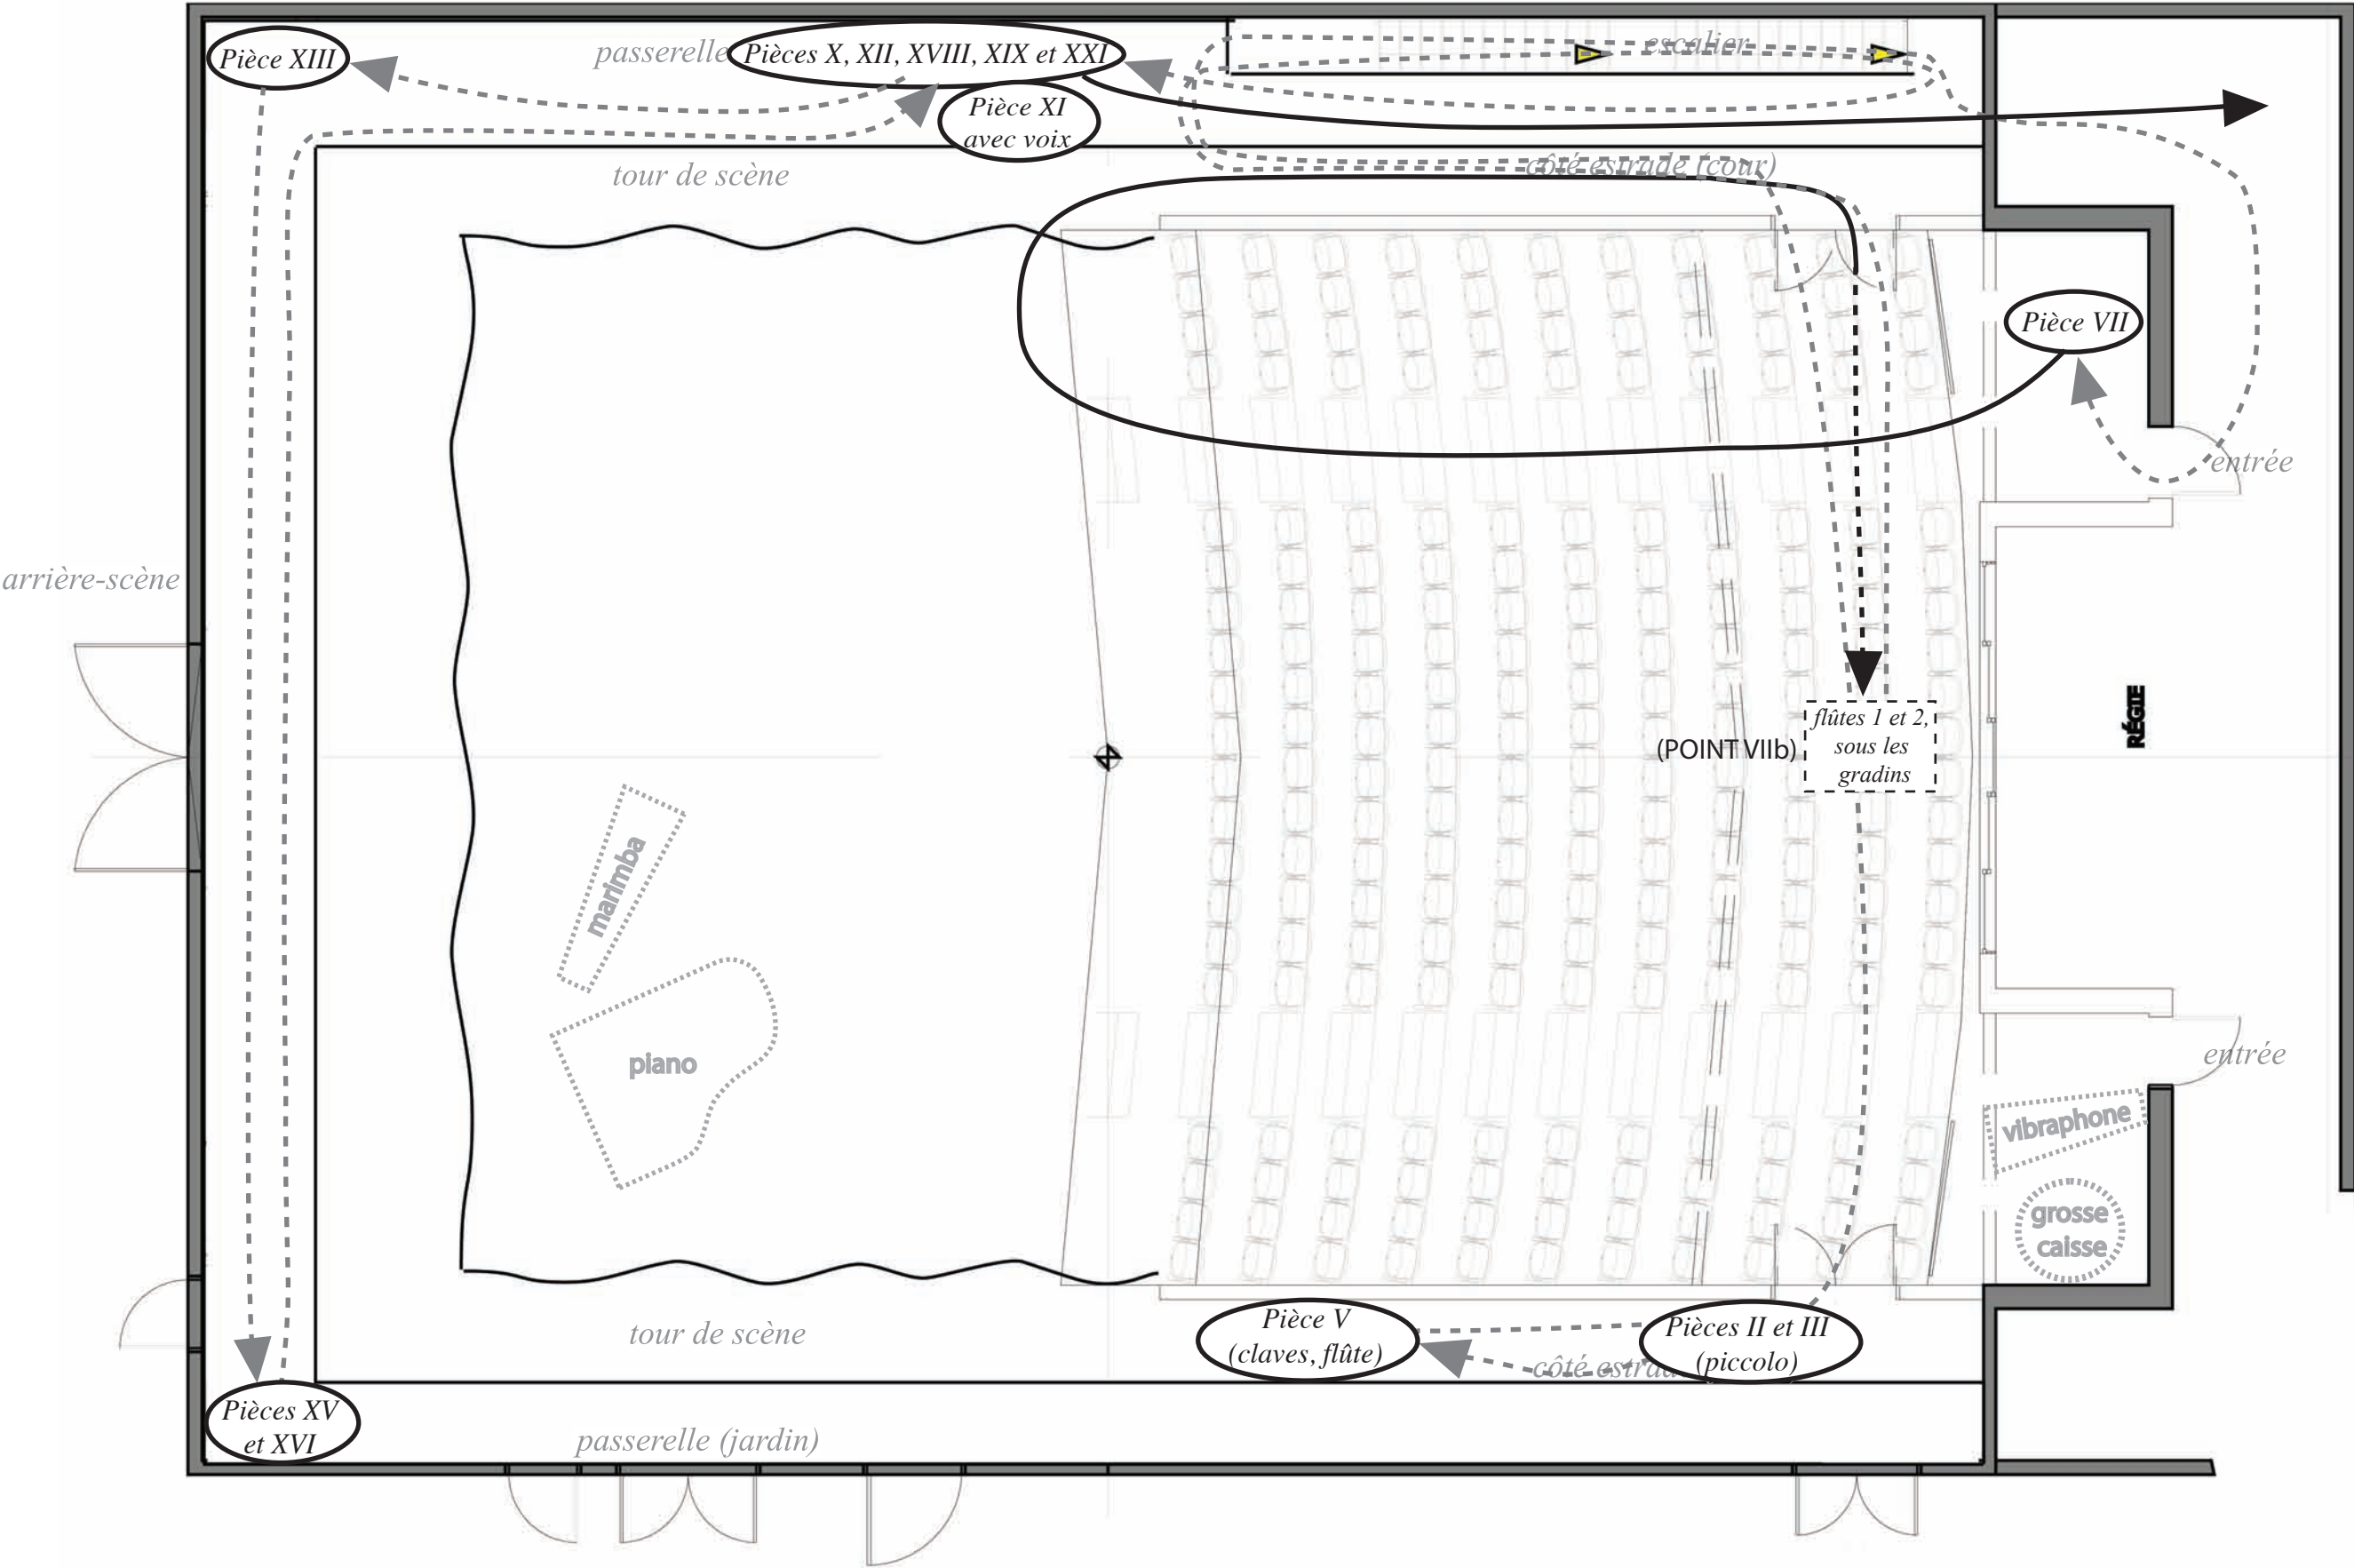 Pièce XIII
passerelle
Pièces X, XII, XVIII, XIX et XXI
escalier
Pièce XI
avec voix
tour de scène
côté estrade (cour)
Pièce VII
entrée
arrière-scène
flûtes 1 et 2,
sous les
gradins
(POINT VIIb)
RÉGIE
marimba
piano
entrée
vibraphone
grosse
caisse
tour de scène
Pièce V
(claves, flûte)
Pièces II et III
(piccolo)
côté estrad
Pièces XV
et XVI
passerelle (jardin)